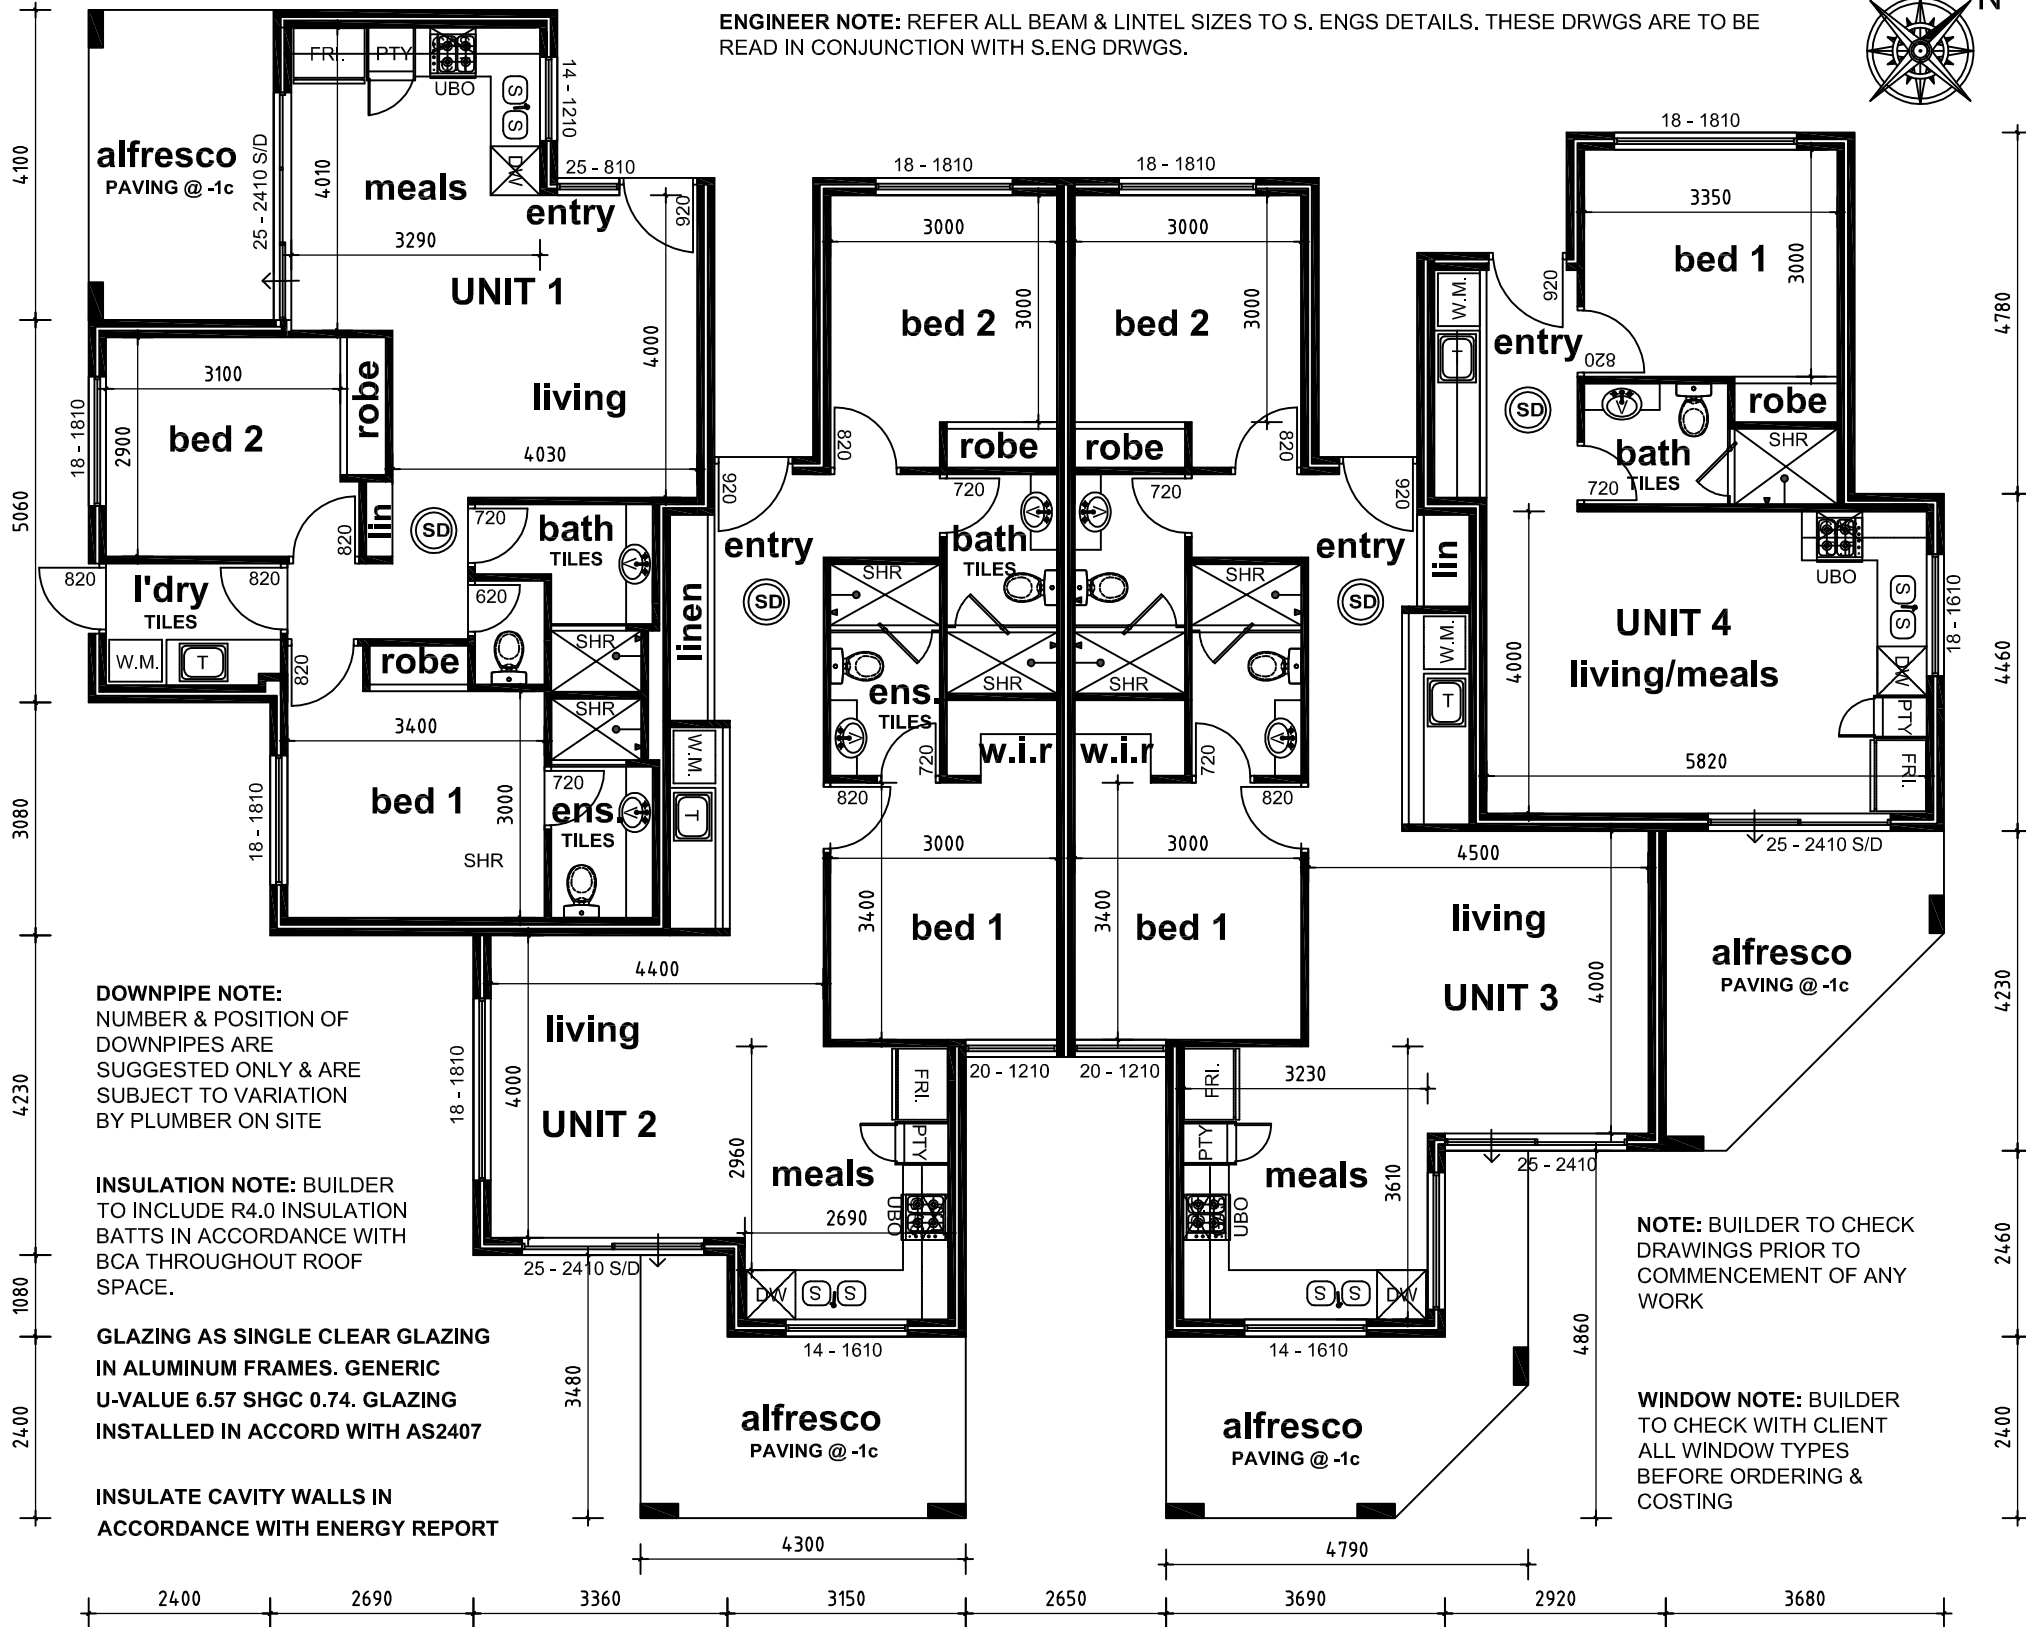 ENGINEER NOTE: REFER ALL BEAM & LINTEL SIZES TO S. ENGS DETAILS. THESE DRWGS ARE TO BE
READ IN CONJUNCTION WITH S.ENG DRWGS.
N
4100
5060
3080
4230
1080
2400
alfresco
PAVING @ -1c
25 - 2410 S/D
FRI.
PTY
UBO
S
S
DW
14 - 1210
25 - 810
4010
meals
entry
920
3290
UNIT 1
4000
living
4030
3100
robe
2900
bed 2
18 - 1810
820
lin
SD
720
bath
TILES
820
l'dry
TILES
820
620
W.M.
T
820
robe
SHR
SHR
3400
18 - 1810
bed 1
3000
720
ens.
TILES
SHR
18 - 1810
3000
bed 2
3000
820
robe
920
720
entry
bath
TILES
SD
linen
SHR
SHR
ens.
TILES
w.i.r
W.M.
T
720
820
3000
3400
bed 1
4400
living
18 - 1810
4000
UNIT 2
20 - 1210
FRI.
PTY
2960
meals
UBO
2690
25 - 2410 S/D
DW
S
S
14 - 1610
3480
alfresco
PAVING @ -1c
4300
18 - 1810
3000
bed 2
3000
820
robe
720
920
entry
SD
lin
SHR
SHR
w.i.r
W.M.
T
720
820
3000
3400
bed 1
4500
living
4000
UNIT 3
20 - 1210
FRI.
3230
PTY
meals
3610
UBO
25 - 2410
S
S
DW
14 - 1610
4860
alfresco
PAVING @ -1c
4790
18 - 1810
3350
bed 1
3000
W.M.
920
T
entry
820
SD
robe
SHR
bath
720
TILES
UBO
S
S
18 - 1610
UNIT 4
4000
living/meals
DW
PTY
5820
FRI.
25 - 2410 S/D
alfresco
PAVING @ -1c
4780
4460
4230
2460
2400
DOWNPIPE NOTE:
NUMBER & POSITION OF
DOWNPIPES ARE
SUGGESTED ONLY & ARE
SUBJECT TO VARIATION
BY PLUMBER ON SITE
INSULATION NOTE: BUILDER
TO INCLUDE R4.0 INSULATION
BATTS IN ACCORDANCE WITH
BCA THROUGHOUT ROOF
SPACE.
GLAZING AS SINGLE CLEAR GLAZING
IN ALUMINUM FRAMES. GENERIC
U-VALUE 6.57 SHGC 0.74. GLAZING
INSTALLED IN ACCORD WITH AS2407
INSULATE CAVITY WALLS IN
ACCORDANCE WITH ENERGY REPORT
NOTE: BUILDER TO CHECK
DRAWINGS PRIOR TO
COMMENCEMENT OF ANY
WORK
WINDOW NOTE: BUILDER
TO CHECK WITH CLIENT
ALL WINDOW TYPES
BEFORE ORDERING &
COSTING
2400
2690
3360
3150
2650
3690
2920
3680